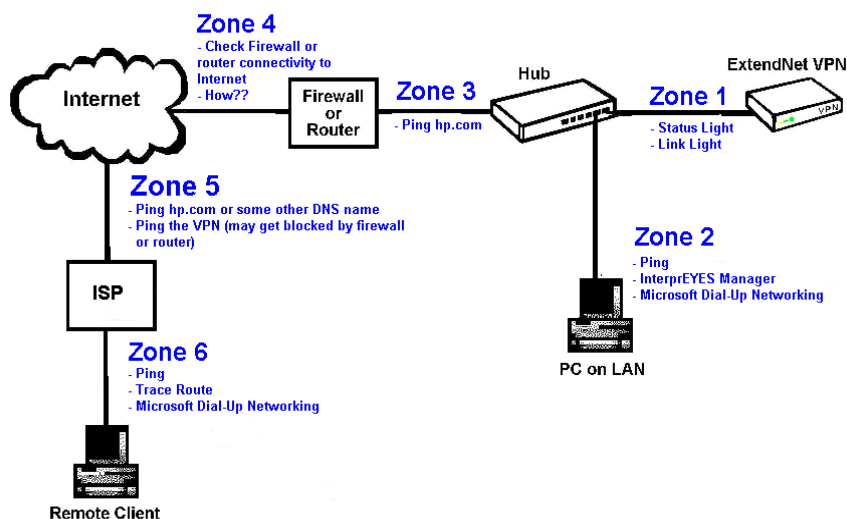 Zone 4
- Check Firewall or
router connectivity to
Internet
- How??
Internet
Firewall
or
Router
Zone 3
- Ping hp.com
Hub
Zone 1
- Status Light
- Link Light
ExtendNet VPN
VPN
Zone 5
- Ping hp.com or some other DNS name
- Ping the VPN (may get blocked by firewall
or router)
ISP
Zone 2
- Ping
- InterprEYES Manager
- Microsoft Dial-Up Networking
PC on LAN
Zone 6
- Ping
- Trace Route
- Microsoft Dial-Up Networking
Remote Client